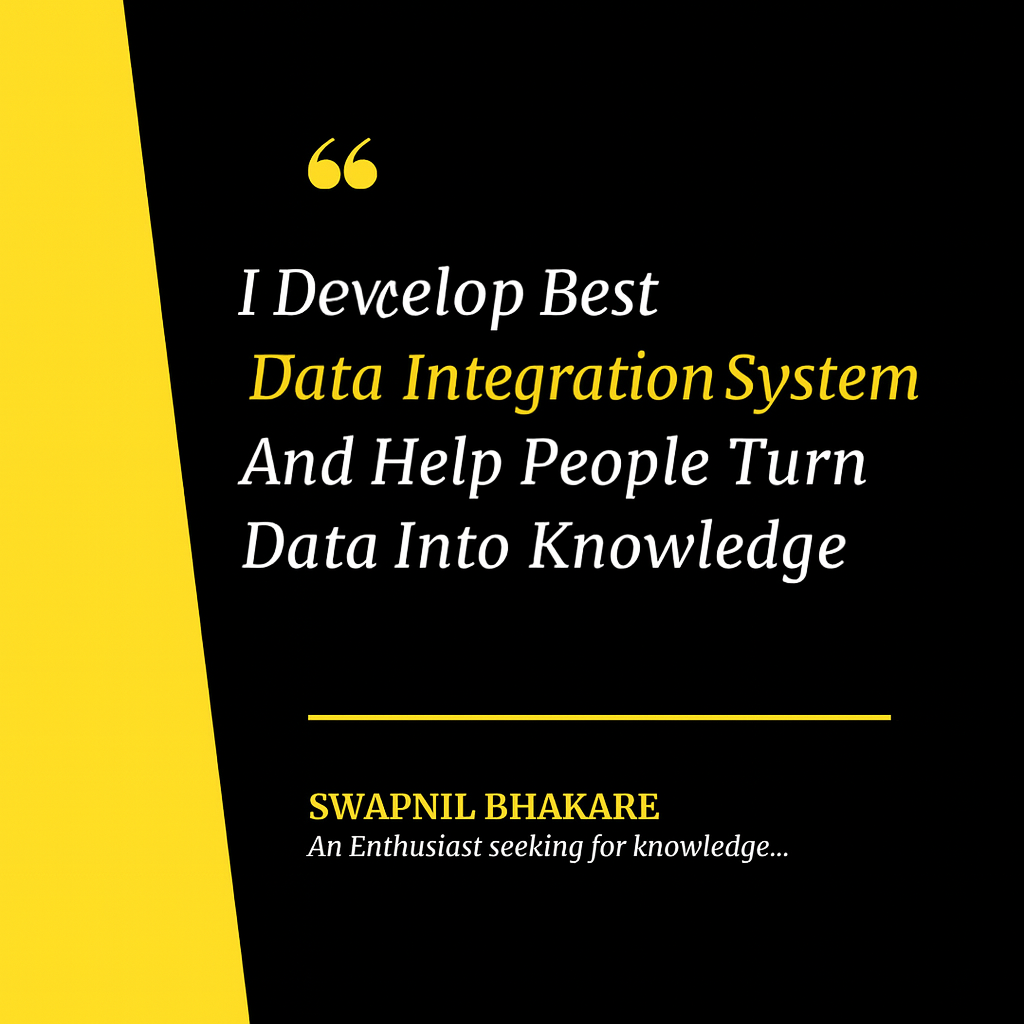 “
I Devcelop Best
Data Integration System
And Help People Turn
Data Into Knowledge
SWAPNIL BHAKARE
An Enthusiast seeking for knowledge...